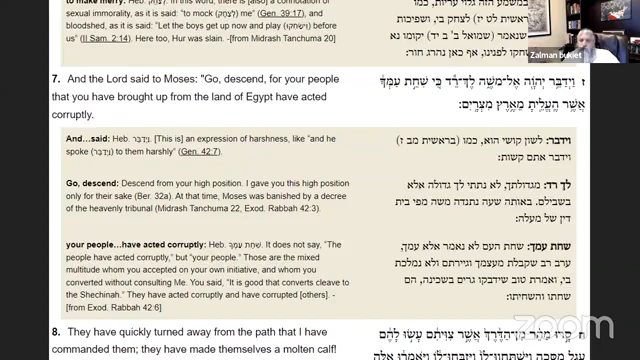 to make merry: Heb. לְצַחֵק. In this word, there is [also] a connotation of
sexual immorality, as it is said: “to mock (לְצַחֶק) me” (Gen. 39:17), and
bloodshed, as it is said: “Let the boys get up now and play (וִישַׂחֲקוּ) before
us” (II Sam. 2:14). Here too, Hur was slain. -[from Midrash Tanchuma 20]
במשמע הזה גלוי עריות, כמו
(בראשית לט יז) לצחק בי, ושפיכות
שנאמר (שמואל ב' ב יד) יקומו נא
וישחקו לפנינו, אף כאן נהרג חור:
Zalman Bukiet
7. And the Lord said to Moses: "Go, descend, for your people
that you have brought up from the land of Egypt have acted
corruptly.
ז וַיְדַבֵּר יְהֹוָה אֶל־משֶׁה לֶךְ־רֵד כִּי שִׁחֵת עַמְּךָ
אֲשֶׁר הֶעֱלֵיתָ מֵאֶרֶץ מִצְרָיִם:
And…said: Heb. וַיְדַבֵּר. [This is] an expression of harshness, like “and he
spoke (וַיְדַבֵּר) to them harshly” (Gen. 42:7).
וידבר: לשון קושי הוא, כמו (בראשית מב ז)
וידבר אתם קשות:
Go, descend: Descend from your high position. I gave you this high position
only for their sake (Ber. 32a). At that time, Moses was banished by a decree
of the heavenly tribunal (Midrash Tanchuma 22, Exod. Rabbah 42:3).
לך רד: מגדולתך, לא נתתי לך גדולה אלא
בשבילם. באותה שעה נתנדה משה מפי בית
דין של מעלה:
your people…have acted corruptly: Heb. שִׁחֵת עַמְּךָ. It does not say, “The
people have acted corruptly,” but “your people.” Those are the mixed
multitude whom you accepted on your own initiative, and whom you
converted without consulting Me. You said, “It is good that converts cleave to
the Shechinah.” They have acted corruptly and have corrupted [others]. -
[from Exod. Rabbah 42:6]
שחת עמך: שחת העם לא נאמר אלא עמך,
ערב רב שקבלת מעצמך וגיירתם ולא נמלכת
בי, ואמרת טוב שידבקו גרים בשכינה, הם
שחתו והשחיתו:
8. They have quickly turned away from the path that I have
commanded them; they have made themselves a molten calf!
ח סָרוּ מַהֵר מִן־הַדֶּרֶךְ אֲשֶׁר צִוִּיתִם עָשׂוּ לָהֶם
עֵגֶל מַסֵּכָה וַיִּשְׁתַּחֲווּ־לוֹ וַיִּזְבְּחוּ־לוֹ וַיֹּאמְרוּ אֵלֶּה
zoom